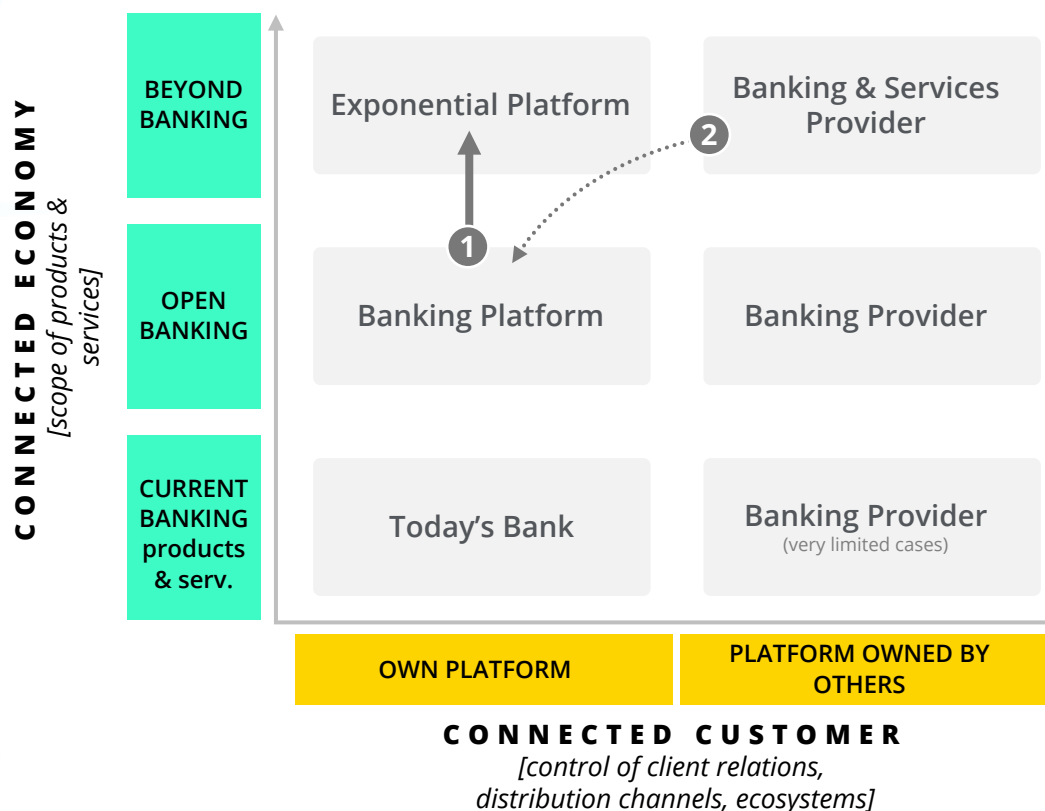 CONNECTED ECONOMY
[scope of products &
services]
BEYOND
BANKING
Exponential Platform
Banking & Services
Provider
2
1
OPEN
BANKING
Banking Platform
Banking Provider
CURRENT
BANKING
products
& serv.
Today's Bank
Banking Provider
(very limited cases)
OWN PLATFORM
PLATFORM OWNED BY
OTHERS
CONNECTED CUSTOMER
[control of client relations,
distribution channels, ecosystems]